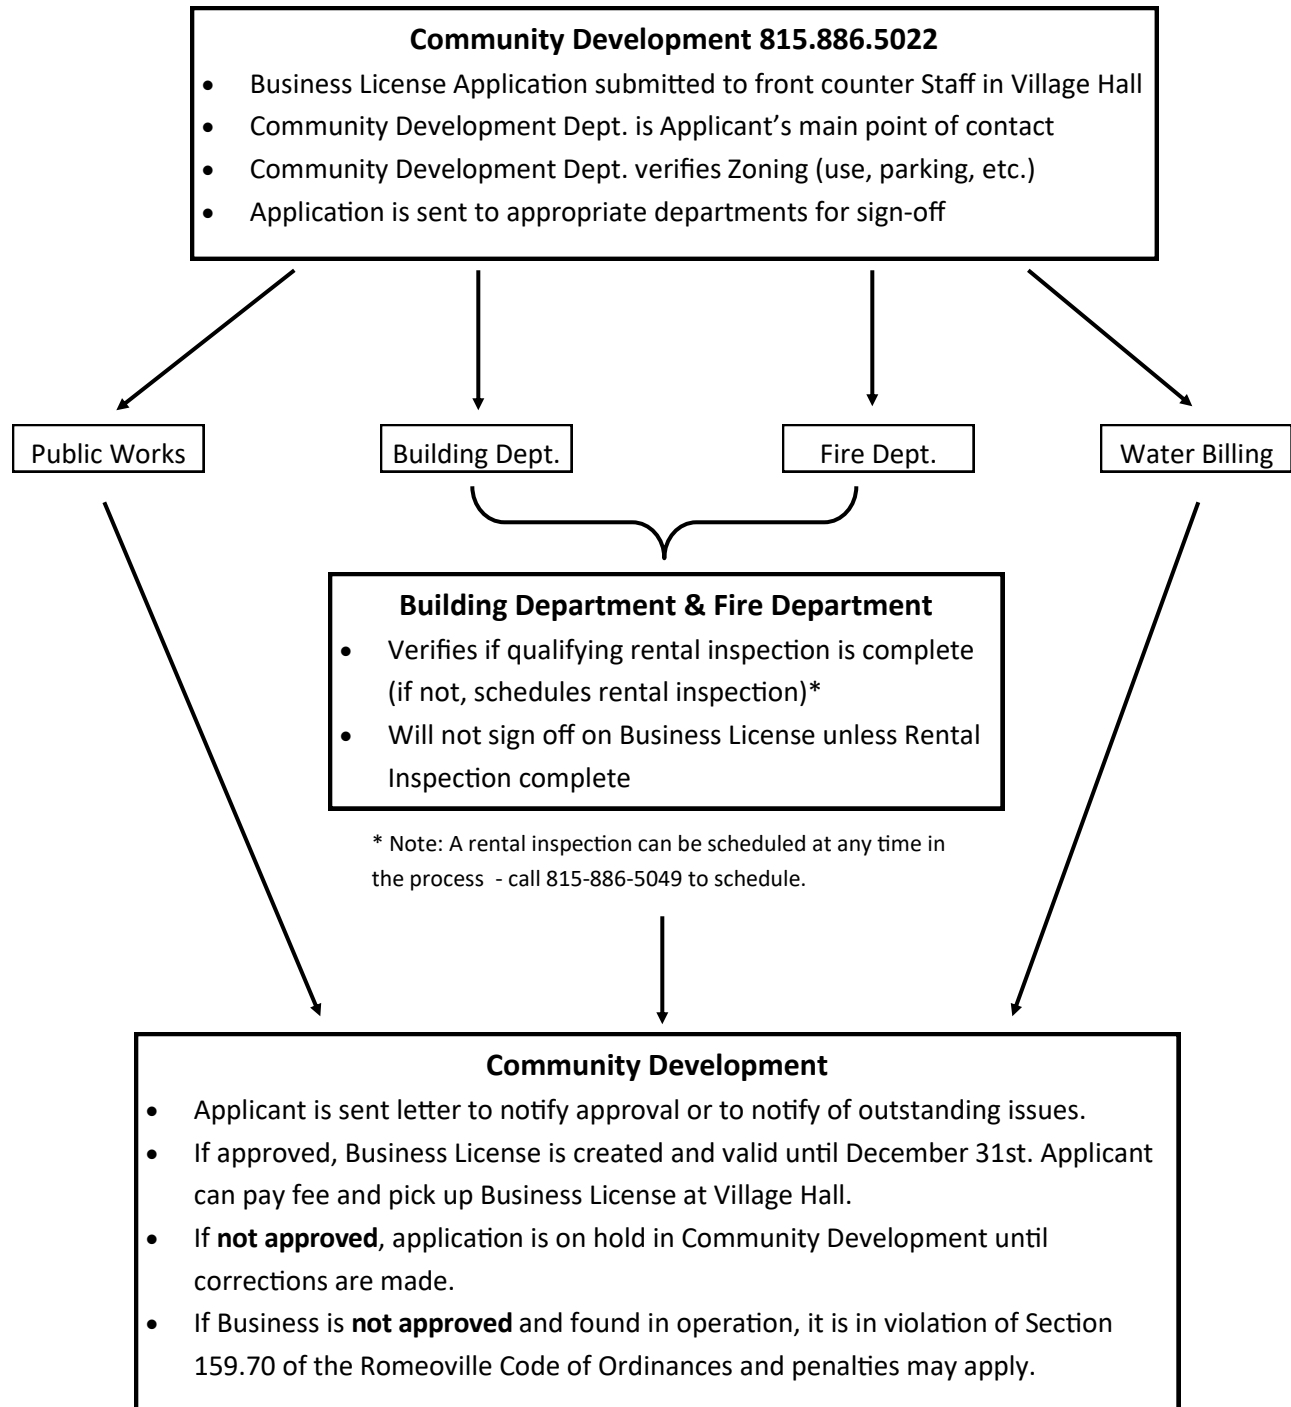 Community Development 815.886.5022
• Business License Application submitted to front counter Staff in Village Hall
• Community Development Dept. is Applicant’s main point of contact
• Community Development Dept. verifies Zoning (use, parking, etc.)
• Application is sent to appropriate departments for sign-off
Public Works
Building Dept.
Fire Dept.
Water Billing
Building Department & Fire Department
• Verifies if qualifying rental inspection is complete
(if not, schedules rental inspection)*
• Will not sign off on Business License unless Rental
Inspection complete
* Note: A rental inspection can be scheduled at any time in
the process - call 815-886-5049 to schedule.
Community Development
• Applicant is sent letter to notify approval or to notify of outstanding issues.
• If approved, Business License is created and valid until December 31st. Applicant
can pay fee and pick up Business License at Village Hall.
• If not approved, application is on hold in Community Development until
corrections are made.
• If Business is not approved and found in operation, it is in violation of Section
159.70 of the Romeoville Code of Ordinances and penalties may apply.